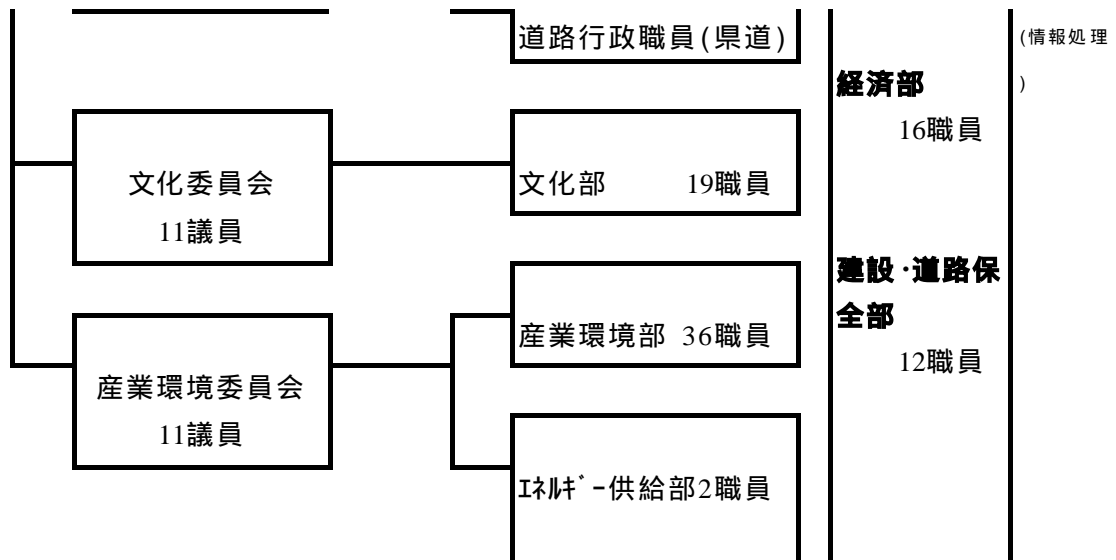 道路行政職員(県道)
文化委員会
11議員
文化部 19職員
産業環境委員会
11議員
産業環境部 36職員
ｴﾈﾙｷﾞｰ供給部2職員
経済部
16職員
建設・道路保
全部
12職員
(情報処理
)